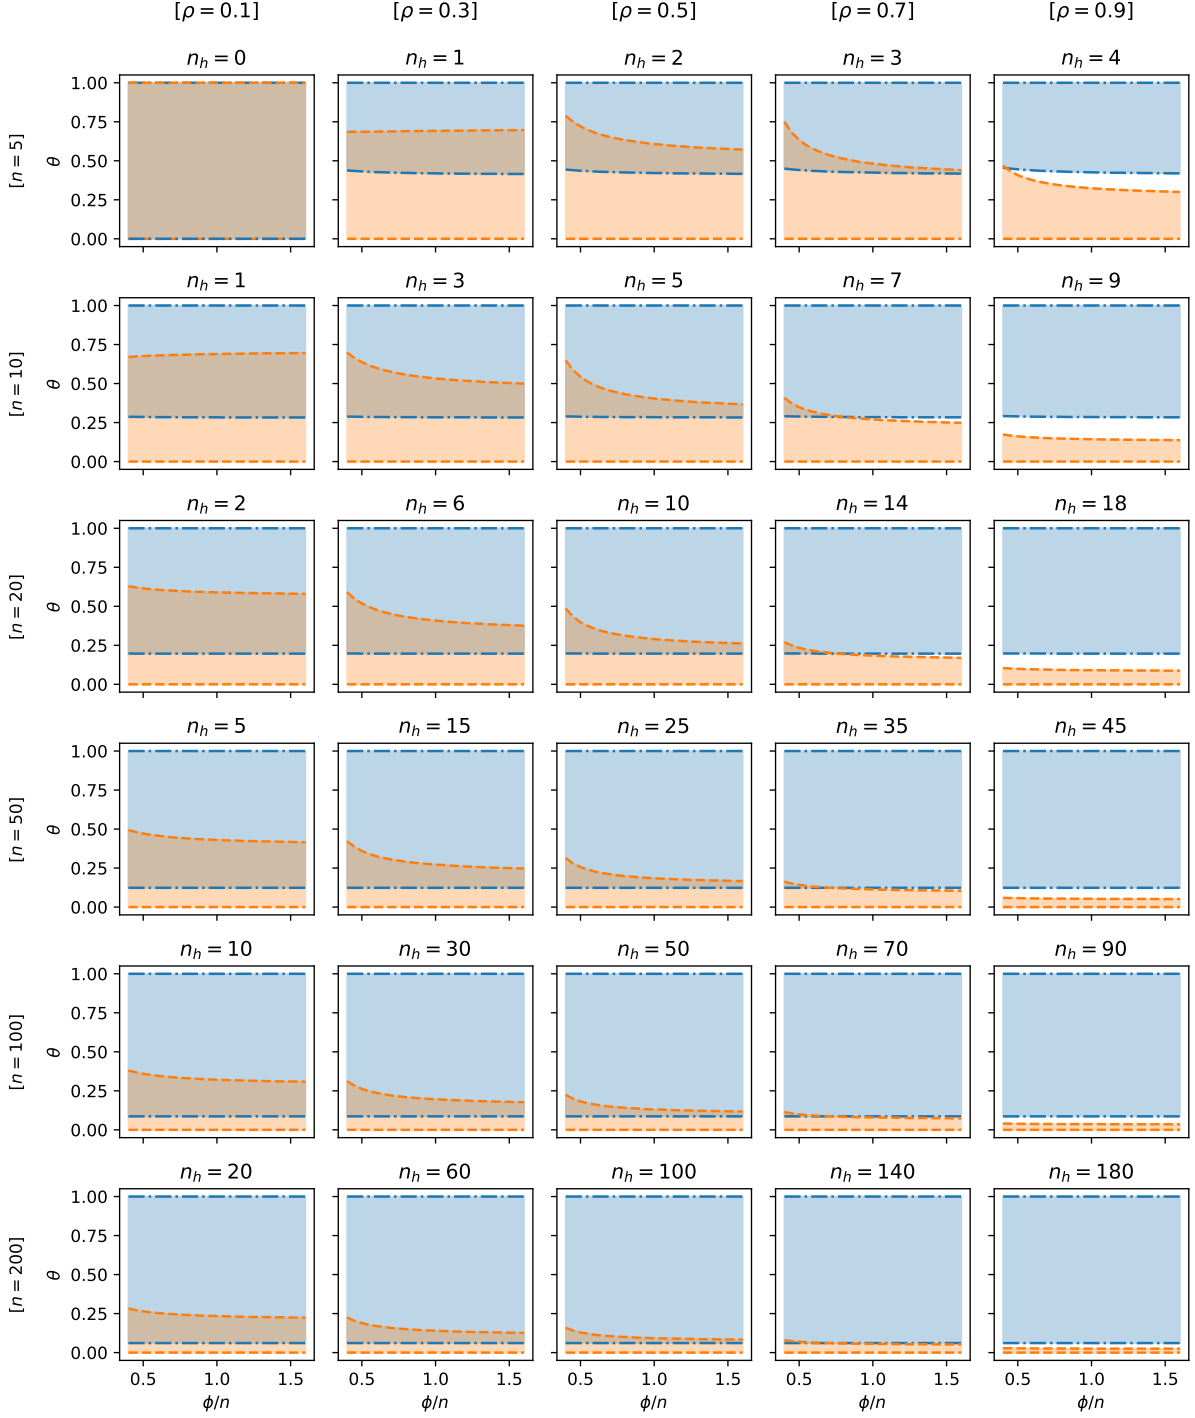 [ρ = 0.1] [ρ = 0.3] [ρ = 0.5] [ρ = 0.7] [ρ = 0.9]
n_h = 0 n_h = 1 n_h = 2 n_h = 3 n_h = 4
[n = 5]
θ
1.00
0.75
0.50
0.25
0.00
n_h = 1 n_h = 3 n_h = 5 n_h = 7 n_h = 9
[n = 10]
θ
1.00
0.75
0.50
0.25
0.00
n_h = 2 n_h = 6 n_h = 10 n_h = 14 n_h = 18
[n = 20]
θ
1.00
0.75
0.50
0.25
0.00
n_h = 5 n_h = 15 n_h = 25 n_h = 35 n_h = 45
[n = 50]
θ
1.00
0.75
0.50
0.25
0.00
n_h = 10 n_h = 30 n_h = 50 n_h = 70 n_h = 90
[n = 100]
θ
1.00
0.75
0.50
0.25
0.00
n_h = 20 n_h = 60 n_h = 100 n_h = 140 n_h = 180
[n = 200]
θ
1.00
0.75
0.50
0.25
0.00
0.5 1.0 1.5 0.5 1.0 1.5 0.5 1.0 1.5 0.5 1.0 1.5 0.5 1.0 1.5
ϕ/n ϕ/n ϕ/n ϕ/n ϕ/n